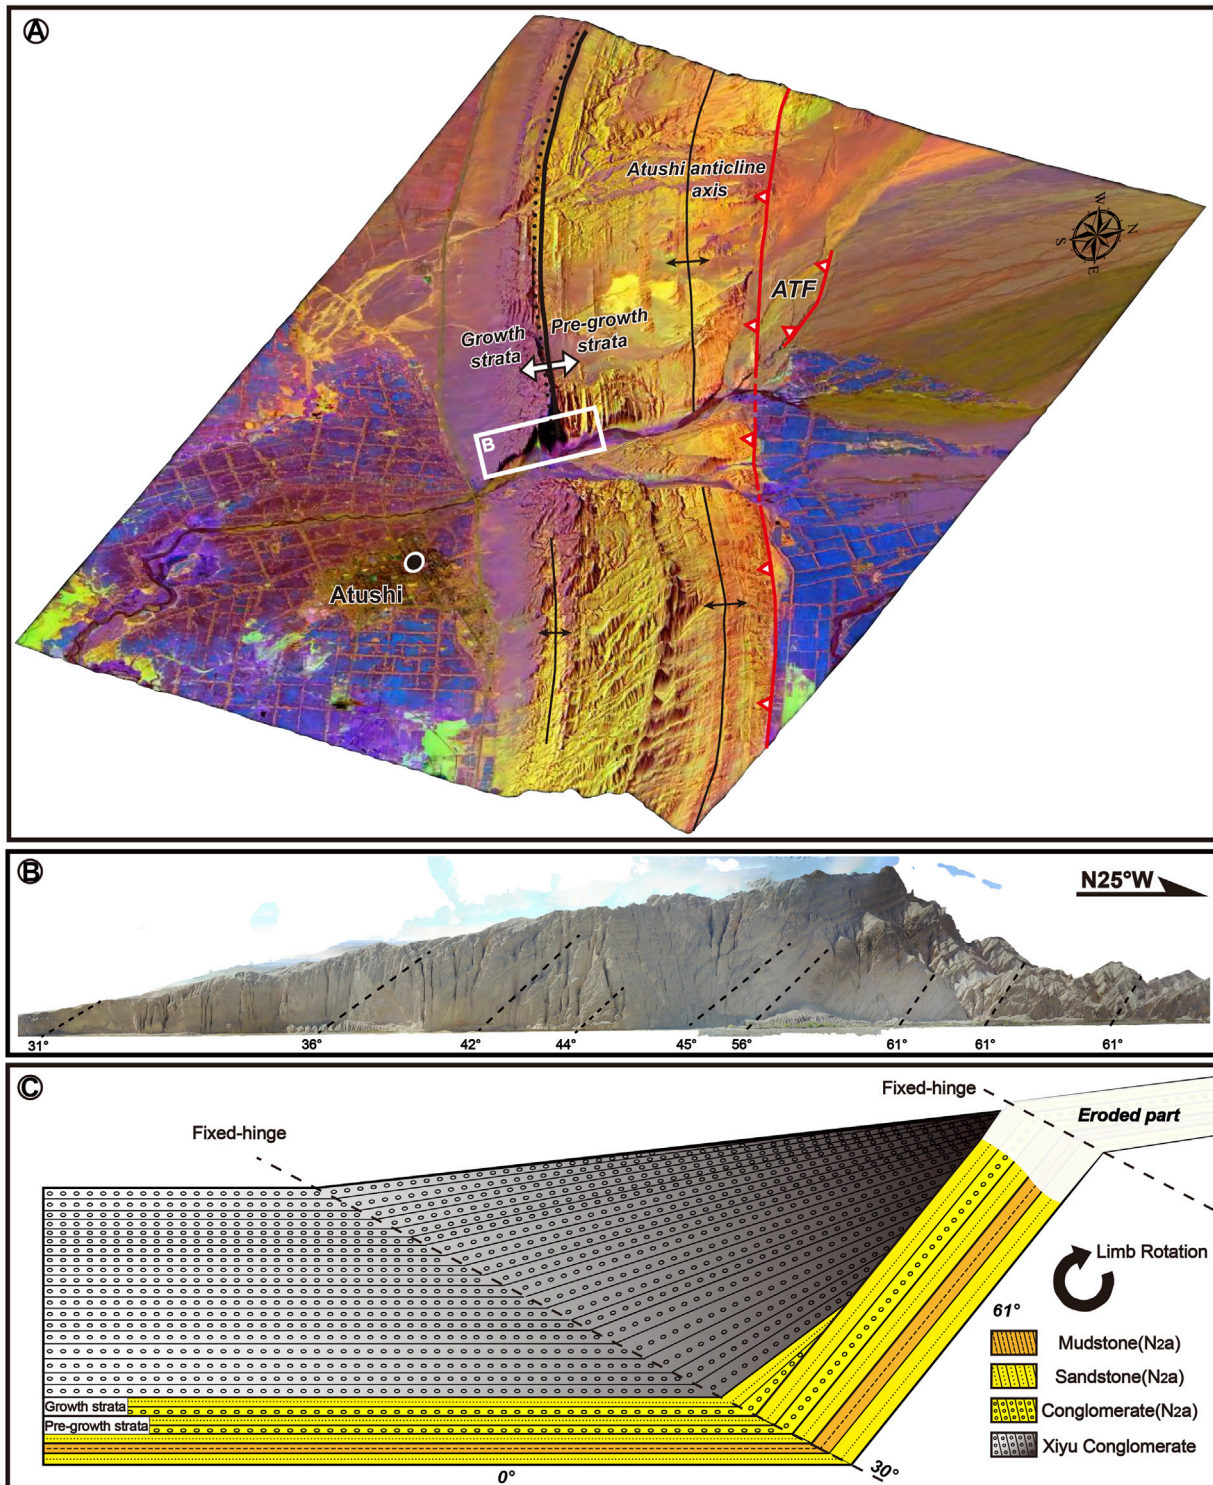 A
Atushi anticline
axis
W
N
S
E
ATF
Growth
strata
Pre-growth
strata
B
Atushi
B
N25°W
31°
36°
42°
44°
45°
56°
61°
61°
61°
C
Fixed-hinge
Fixed-hinge
Eroded part
Limb Rotation
61°
Mudstone(N2a)
Sandstone(N2a)
Conglomerate(N2a)
Xiyu Conglomerate
Growth strata
Pre-growth strata
0°
30°